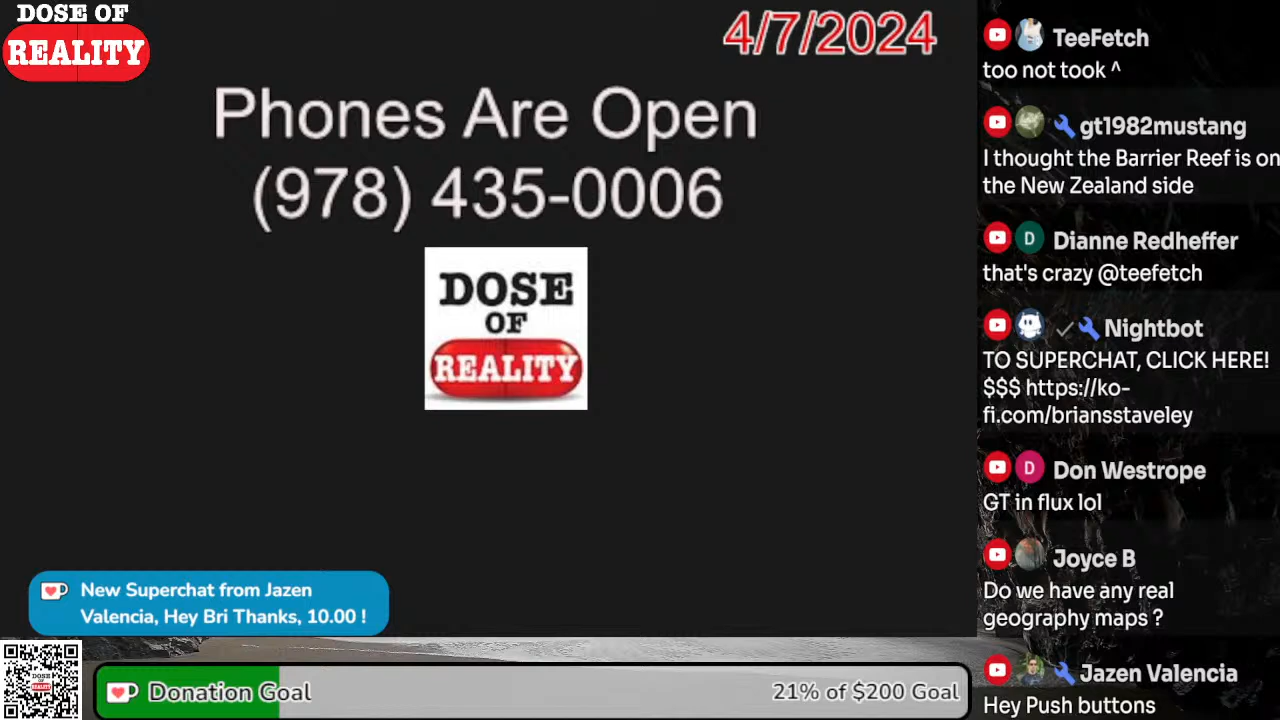 DOSE OF
REALITY
4/7/2024
Phones Are Open
(978) 435-0006
DOSE
OF
REALITY
New Superchat from Jazen
Valencia, Hey Bri Thanks, 10.00 !
Donation Goal
21% of $200 Goal
TeeFetch
too not took ^
gt1982mustang
I thought the Barrier Reef is on
the New Zealand side
D Dianne Redheffer
that's crazy @teefetch
Nightbot
TO SUPERCHAT, CLICK HERE!
$$$ https://ko-
fi.com/briansstaveley
D Don Westrope
GT in flux lol
Joyce B
Do we have any real
geography maps ?
Jazen Valencia
Hey Push buttons